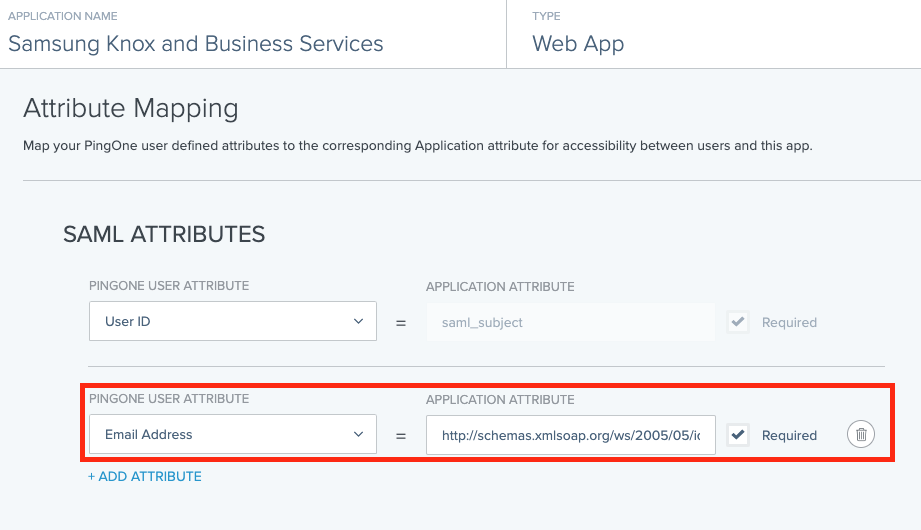 APPLICATION NAME
Samsung Knox and Business Services
TYPE
Web App
Attribute Mapping
Map your PingOne user defined attributes to the corresponding Application attribute for accessibility between users and this app.
SAML ATTRIBUTES
PINGONE USER ATTRIBUTE
APPLICATION ATTRIBUTE
User ID = saml_subject Required
PINGONE USER ATTRIBUTE
APPLICATION ATTRIBUTE
Email Address = http://schemas.xmlsoap.org/ws/2005/05/ic Required
+ ADD ATTRIBUTE